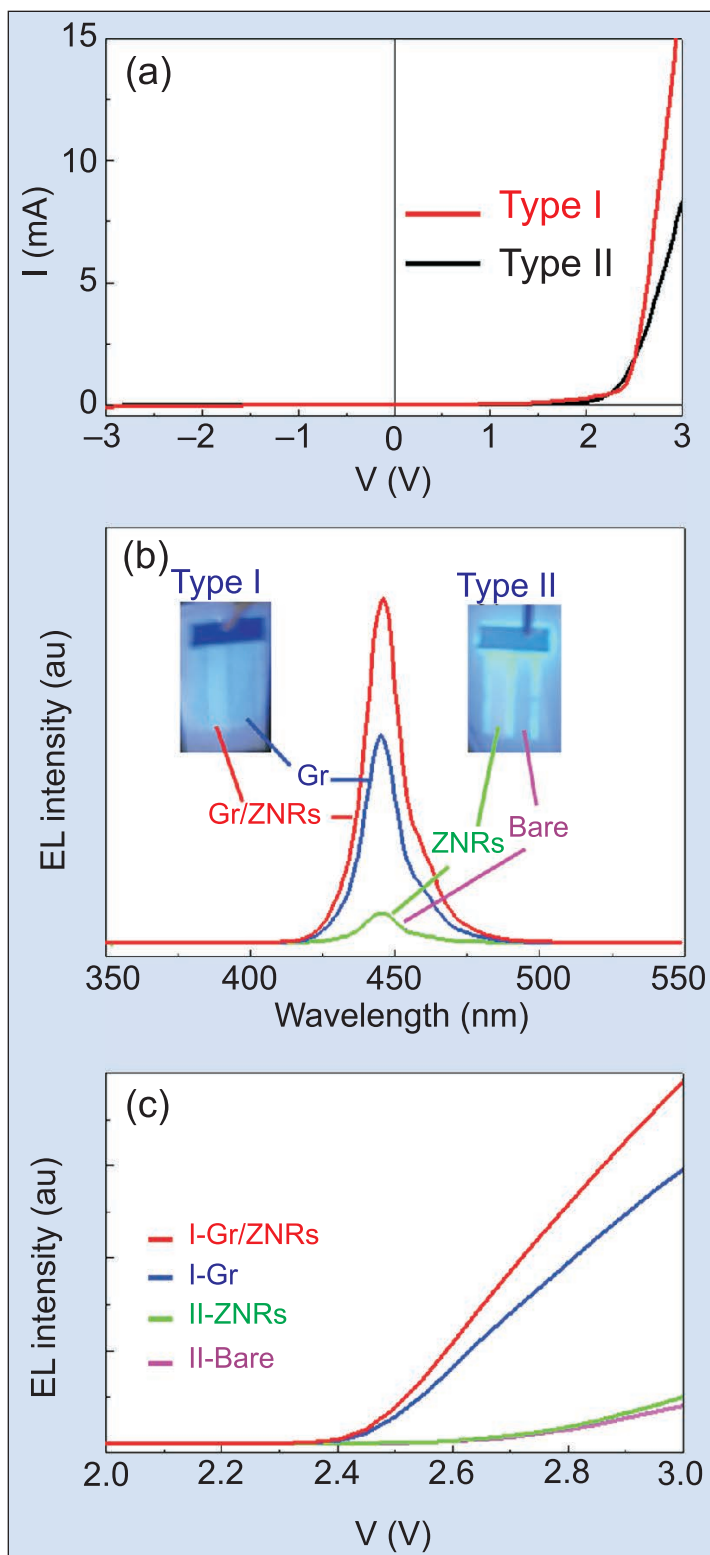 (a)
15
10
5
0
I (mA)
Type I
Type II
–3 –2 –1 0 1 2 3
V (V)
(b)
Type I Type II
EL intensity (au)
Gr
Gr/ZNRs
ZNRs Bare
350 400 450 500 550
Wavelength (nm)
(c)
EL intensity (au)
I-Gr/ZNRs
I-Gr
II-ZNRs
II-Bare
2.0 2.2 2.4 2.6 2.8 3.0
V (V)